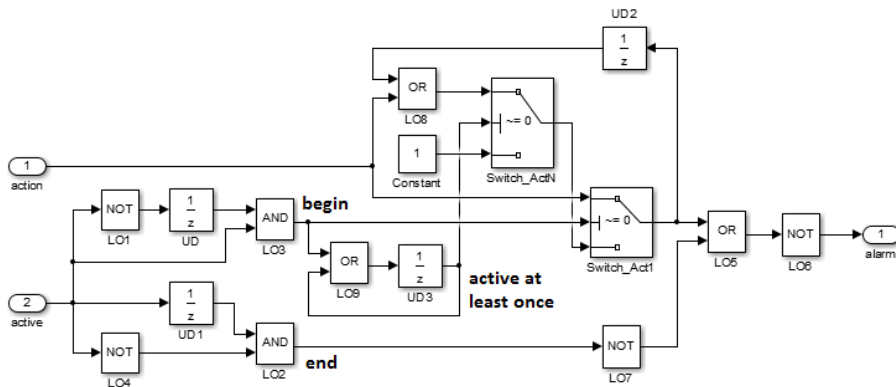 UD2
1
z
OR
LO8
~= 0
1
Constant
Switch_ActN
1
action
NOT
LO1
1
z
UD
AND
LO3
begin
~= 0
Switch_Act1
OR
LO5
NOT
LO6
1
alarm
OR
LO9
1
z
UD3
active at
least once
2
active
1
z
UD1
NOT
LO4
AND
LO2
end
NOT
LO7